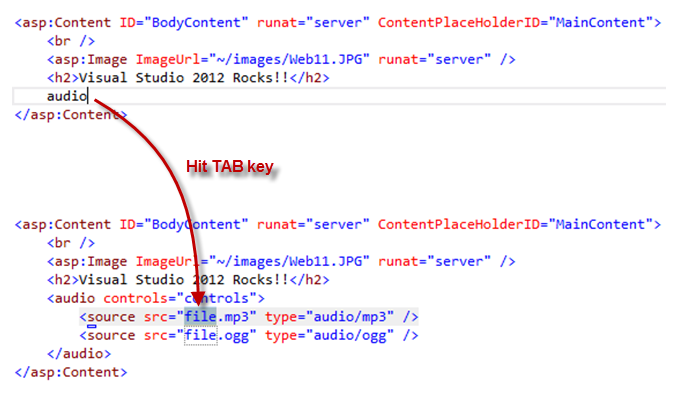 <asp:Content ID="BodyContent" runat="server" ContentPlaceHolderID="MainContent">
<br />
<asp:Image ImageUrl="~/images/Web11.JPG" runat="server" />
<h2>Visual Studio 2012 Rocks!!</h2>
audio
</asp:Content>
Hit TAB key
<asp:Content ID="BodyContent" runat="server" ContentPlaceHolderID="MainContent">
<br />
<asp:Image ImageUrl="~/images/Web11.JPG" runat="server" />
<h2>Visual Studio 2012 Rocks!!</h2>
<audio controls="controls">
<source src="file.mp3" type="audio/mp3" />
<source src="file.ogg" type="audio/ogg" />
</audio>
</asp:Content>